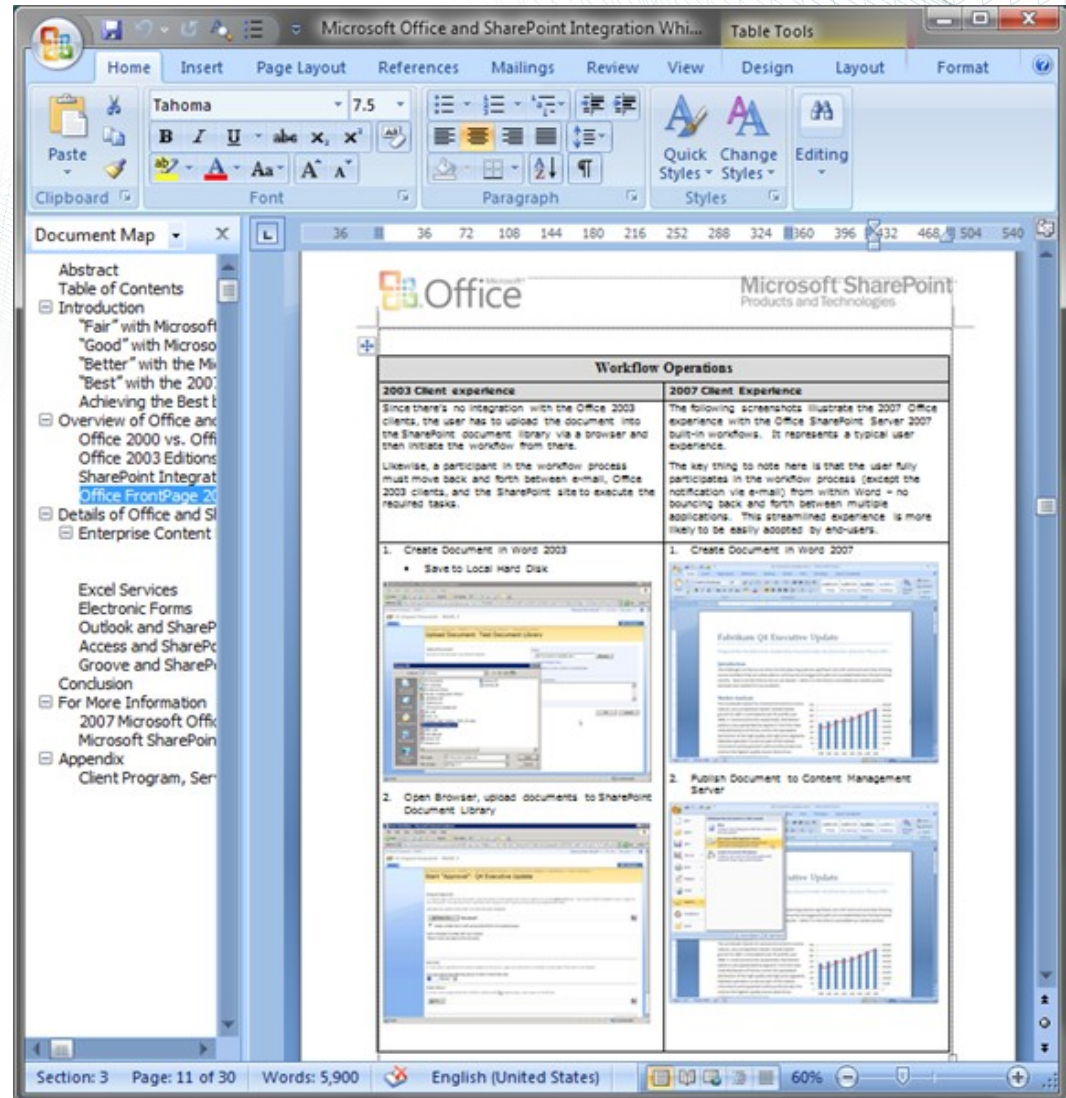 Microsoft Office and SharePoint Integration Whi...
Table Tools
Home Insert Page Layout References Mailings Review View Design Layout Format
Tahoma 7.5
Paste
B I U abe X₂ X²
Aa A A
Quick Styles
Change Styles
Editing
Clipboard Font Paragraph Styles
Document Map
L
36 36 72 108 144 180 216 252 288 324 360 396 432 468 504 540
Abstract
Table of Contents
Introduction
"Fair" with Microsoft
"Good" with Microso
"Better" with the Mi
"Best" with the 200
Achieving the Best b
Overview of Office and
Office 2000 vs. Offi
Office 2003 Editions
SharePoint Integrat
Office FrontPage 20
Details of Office and S
Enterprise Content
Excel Services
Electronic Forms
Outlook and ShareP
Access and SharePo
Groove and ShareP
Conclusion
For More Information
2007 Microsoft Offic
Microsoft SharePoin
Appendix
Client Program, Ser
Microsoft
Office
Microsoft SharePoint
Products and Technologies
Workflow Operations
2003 Client experience
Since there's no integration with the Office 2003
clients, the user has to upload the document into
the SharePoint document library via a browser and
then initiate the workflow from there.
Likewise, a participant in the workflow process
must move back and forth between e-mail, Office
2003 clients, and the SharePoint site to execute the
required tasks.
2007 Client Experience
The following screenshots illustrate the 2007 Office
experience with the Office SharePoint Server 2007
built-in workflows. It represents a typical user
experience.
The key thing to note here is that the user fully
participates in the workflow process (except the
notification via e-mail) from within Word – no
bouncing back and forth between multiple
applications. This streamlined experience is more
likely to be easily adopted by end-users.
1. Create Document in Word 2003
• Save to Local Hard Disk
Upload Document: Test Document Library
2. Open Browser, upload documents to SharePoint
Document Library
Start "Approval": Q4 Executive Update
1. Create Document in Word 2007
Fabrikam Q4 Executive Update
2. Publish Document to Content Management
Server
Section: 3 Page: 11 of 30 Words: 5,900 English (United States) 60%